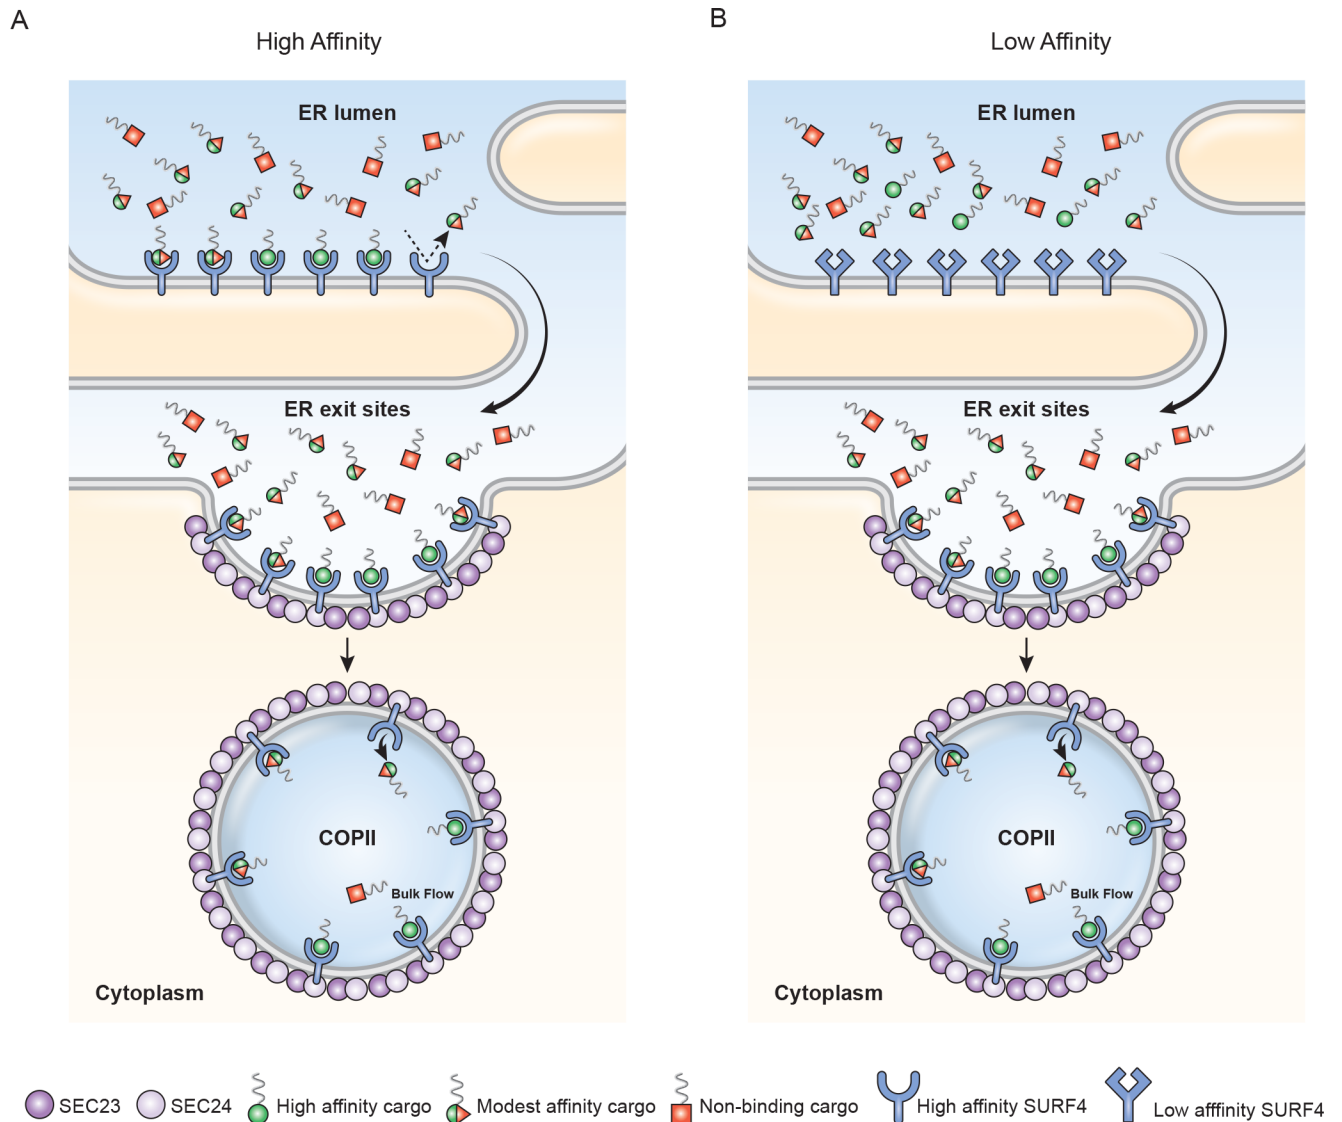 A
B
High Affinity
Low Affinity
ER lumen
ER lumen
ER exit sites
ER exit sites
COPII
COPII
Bulk Flow
Bulk Flow
Cytoplasm
Cytoplasm
SEC23
SEC24
High affinity cargo
Modest affinity cargo
Non-binding cargo
High affinity SURF4
Low afffinity SURF4